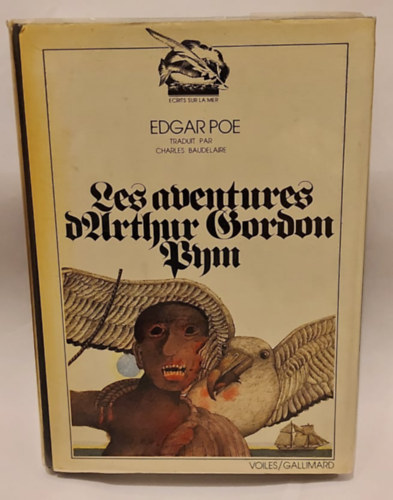 ECRITS SUR LA MER
EDGAR POE
TRADUIT PAR
CHARLES BAUDELAIRE
Les aventures
d'Arthur Gordon
Pym
VOILES/GALLIMARD